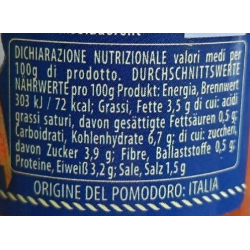 DICHIARAZIONE NUTRIZIONALE valori medi per
100g di prodotto. DURCHSCHNITTSWERTE
NÄHRWERTE pro 100g Produkt: Energia, Brennwert
303 kJ / 72 kcal; Grassi, Fette 3,5 g di cui: acidi
grassi saturi, davon gesättigte Fettsäuren 0,5 g;
Carboidrati, Kohlenhydrate 6,7 g; di cui: zuccheri,
davon Zucker 3,9 g; Fibre, Ballaststoffe 0,5 g;
Proteine, Eiweiß 3,2 g; Sale, Salz 1,5 g
ORIGINE DEL POMODORO: ITALIA